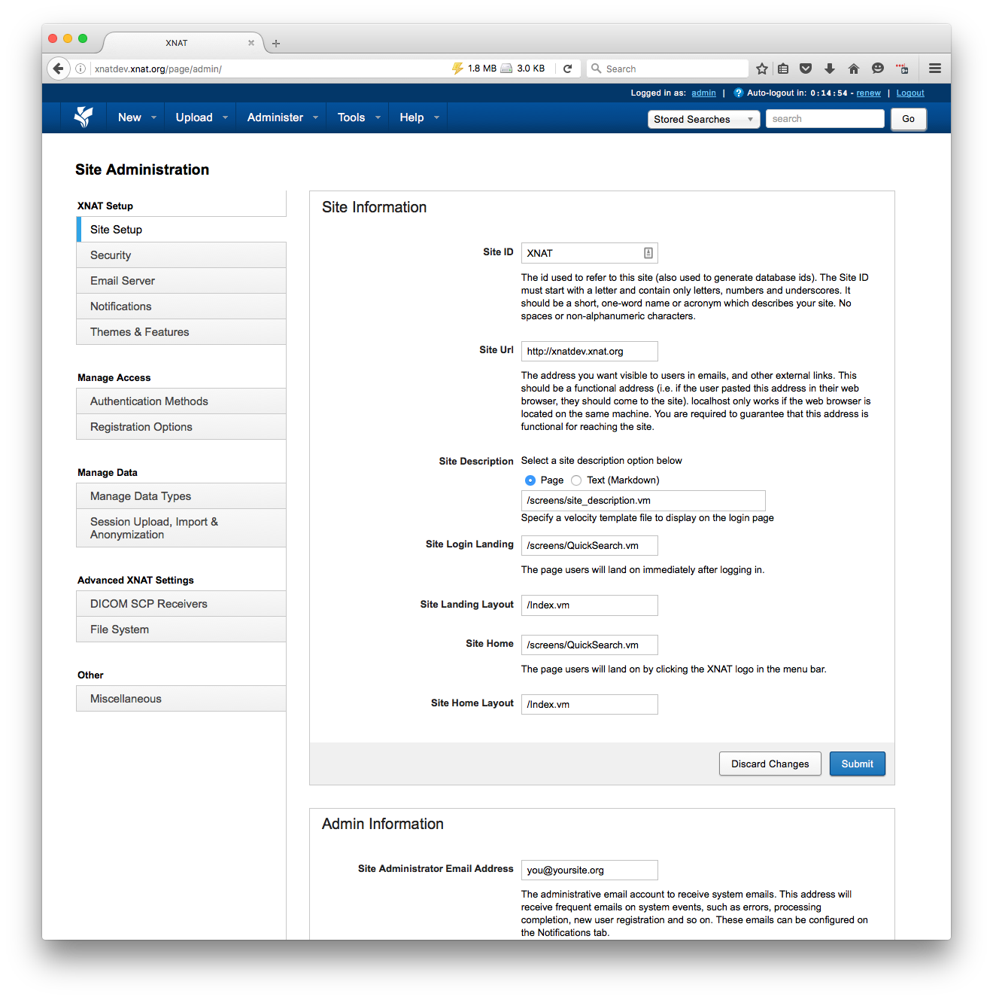 XNAT
xnatdev.xnat.org/page/admin/
1.8 MB
3.0 KB
Search
Logged in as: admin | Auto-logout in: 0:14:54 - renew | Logout
New
Upload
Administer
Tools
Help
Stored Searches
search
Go
Site Administration
XNAT Setup
Site Setup
Security
Email Server
Notifications
Themes & Features
Manage Access
Authentication Methods
Registration Options
Manage Data
Manage Data Types
Session Upload, Import &
Anonymization
Advanced XNAT Settings
DICOM SCP Receivers
File System
Other
Miscellaneous
Site Information
Site ID
XNAT
The id used to refer to this site (also used to generate database ids). The Site ID
must start with a letter and contain only letters, numbers and underscores. It
should be a short, one-word name or acronym which describes your site. No
spaces or non-alphanumeric characters.
Site Url
http://xnatdev.xnat.org
The address you want visible to users in emails, and other external links. This
should be a functional address (i.e. if the user pasted this address in their web
browser, they should come to the site). localhost only works if the web browser is
located on the same machine. You are required to guarantee that this address is
functional for reaching the site.
Site Description
Select a site description option below
Page
Text (Markdown)
/screens/site_description.vm
Specify a velocity template file to display on the login page
Site Login Landing
/screens/QuickSearch.vm
The page users will land on immediately after logging in.
Site Landing Layout
/Index.vm
Site Home
/screens/QuickSearch.vm
The page users will land on by clicking the XNAT logo in the menu bar.
Site Home Layout
/Index.vm
Discard Changes
Submit
Admin Information
Site Administrator Email Address
you@yoursite.org
The administrative email account to receive system emails. This address will
receive frequent emails on system events, such as errors, processing
completion, new user registration and so on. These emails can be configured on
the Notifications tab.